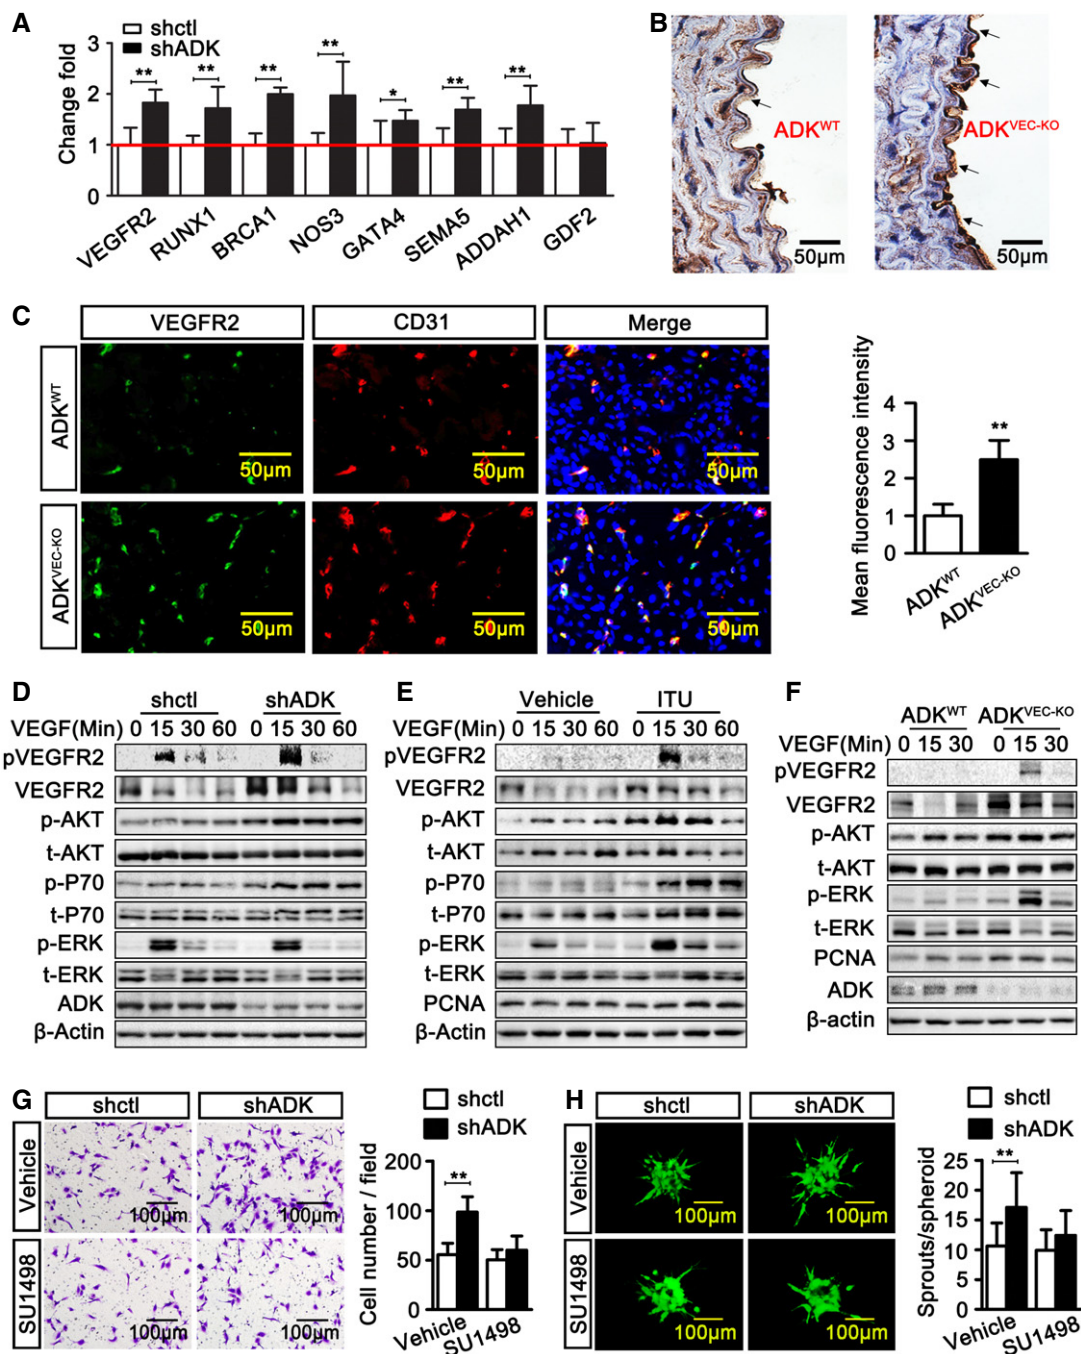 A
shctl
shADK
Change fold
3
2
1
0
** ** ** ** * ** **
VEGFR2 RUNX1 BRCA1 NOS3 GATA4 SEMA5 ADDAH1 GDF2
B
ADKWT
50µm
ADKVEC-KO
50µm
C
VEGFR2 CD31 Merge
ADKWT
50µm 50µm 50µm
ADKVEC-KO
50µm 50µm 50µm
Mean fluorescence intensity
4
3
2
1
0
**
ADKWT ADKVEC-KO
D
shctl shADK
VEGF(Min) 0 15 30 60 0 15 30 60
pVEGFR2
VEGFR2
p-AKT
t-AKT
p-P70
t-P70
p-ERK
t-ERK
ADK
β-Actin
E
Vehicle ITU
VEGF(Min) 0 15 30 60 0 15 30 60
pVEGFR2
VEGFR2
p-AKT
t-AKT
p-P70
t-P70
p-ERK
t-ERK
PCNA
β-Actin
F
ADKWT ADKVEC-KO
VEGF(Min) 0 15 30 0 15 30
pVEGFR2
VEGFR2
p-AKT
t-AKT
p-ERK
t-ERK
PCNA
ADK
β-actin
G
shctl shADK
Vehicle
100µm 100µm
SU1498
100µm 100µm
shctl
shADK
Cell number / field
200
100
50
0
**
Vehicle SU1498
H
shctl shADK
Vehicle
100µm 100µm
SU1498
100µm 100µm
shctl
shADK
Sprouts/spheroid
25
20
15
10
5
0
**
Vehicle SU1498